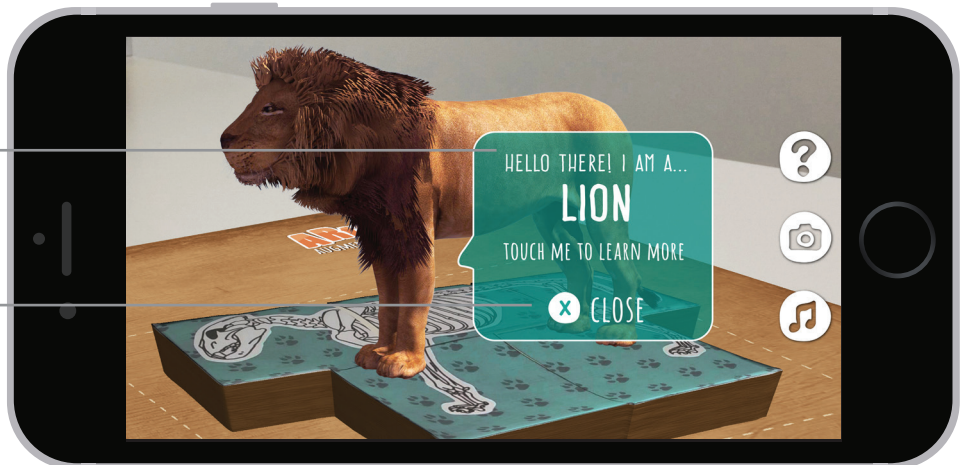 HELLO THERE! I AM A...
LION
TOUCH ME TO LEARN MORE
X CLOSE